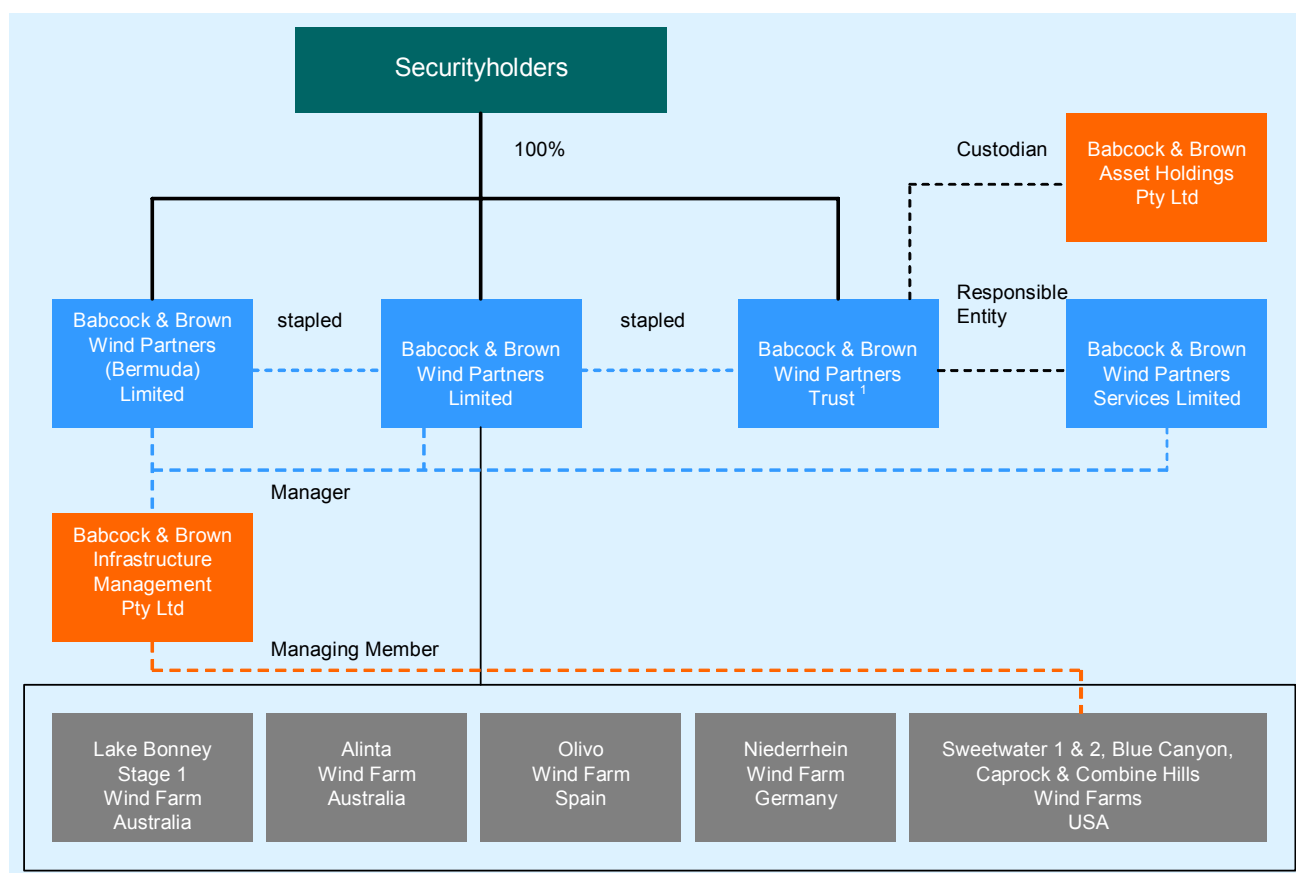 Securityholders
100%
Custodian
Babcock & Brown
Asset Holdings
Pty Ltd
Babcock & Brown
Wind Partners
(Bermuda)
Limited
stapled
Babcock & Brown
Wind Partners
Limited
stapled
Babcock & Brown
Wind Partners
Trust 1
Responsible
Entity
Babcock & Brown
Wind Partners
Services Limited
Manager
Babcock & Brown
Infrastructure
Management
Pty Ltd
Managing Member
Lake Bonney
Stage 1
Wind Farm
Australia
Alinta
Wind Farm
Australia
Olivo
Wind Farm
Spain
Niederrhein
Wind Farm
Germany
Sweetwater 1 & 2, Blue Canyon,
Caprock & Combine Hills
Wind Farms
USA